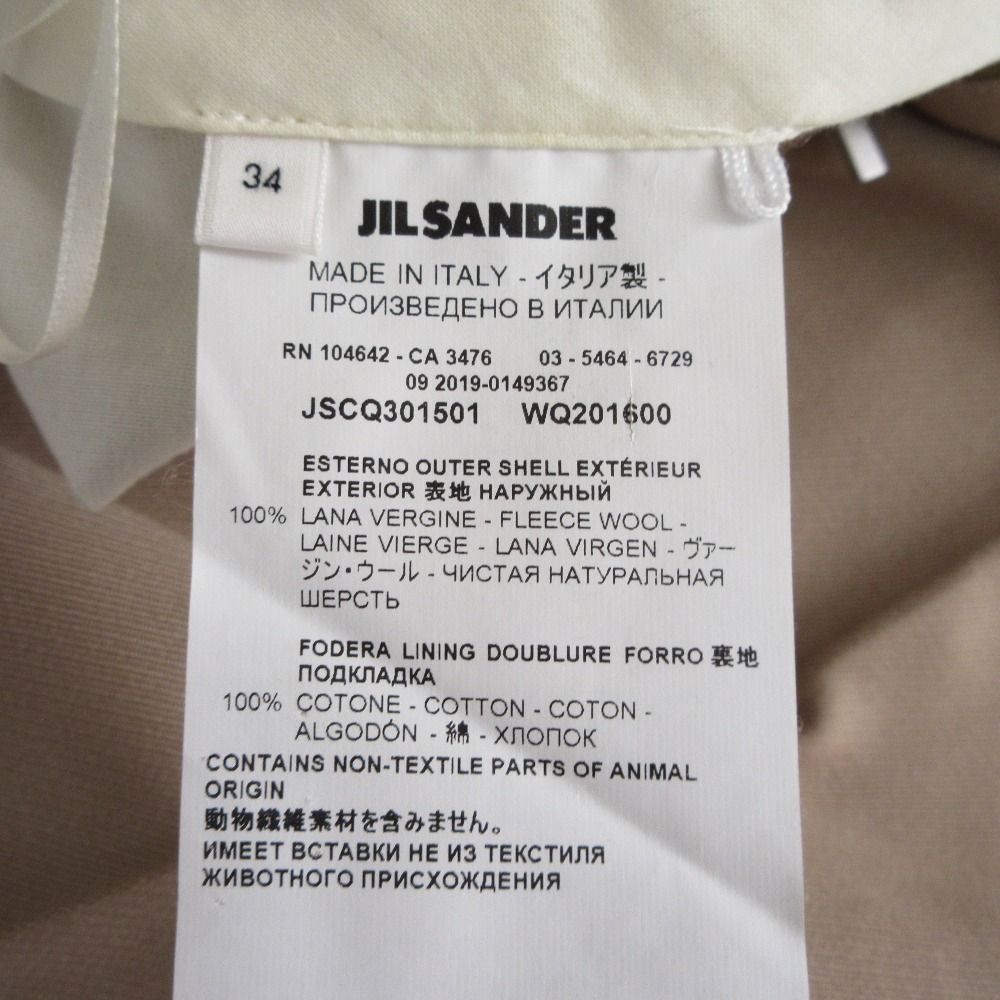 34
JIL SANDER
MADE IN ITALY - イタリア製 -
ПРОИЗВЕДЕНО В ИТАЛИИ
RN 104642 - CA 3476 03 - 5464 - 6729
09 2019-0149367
JSCQ301501 WQ201600
ESTERNO OUTER SHELL EXTÉRIEUR
EXTERIOR 表地 НАРУЖНЫЙ
100% LANA VERGINE - FLEECE WOOL -
LAINE VIERGE - LANA VIRGEN - ヴァー
ジン・ウール - ЧИСТАЯ НАТУРАЛЬНАЯ
ШЕРСТЬ
FODERA LINING DOUBLURE FORRO 裏地
ПОДКЛАДКА
100% COTONE - COTTON - COTON -
ALGODÓN - 綿 - ХЛОПОК
CONTAINS NON-TEXTILE PARTS OF ANIMAL
ORIGIN
動物繊維素材を含みません。
ИМЕЕТ ВСТАВКИ НЕ ИЗ ТЕКСТИЛЯ
ЖИВОТНОГО ПРИСХОЖДЕНИЯ